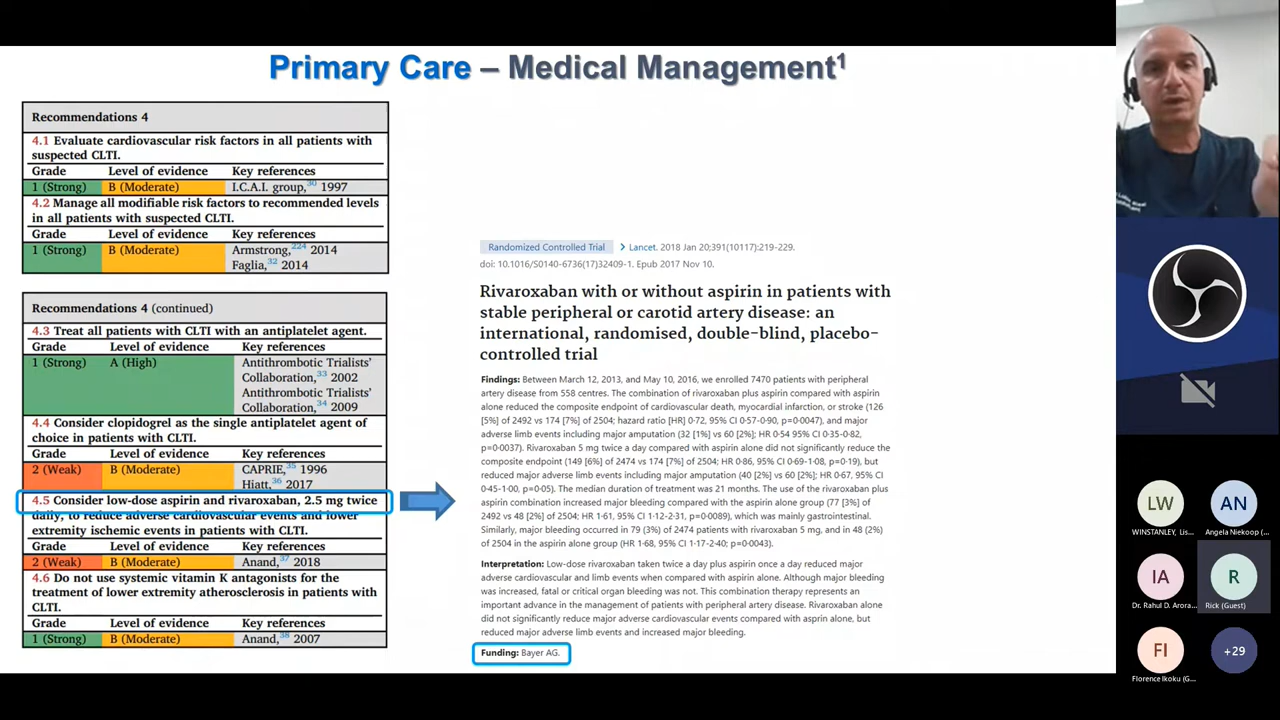 Primary Care – Medical Management¹
Recommendations 4
4.1 Evaluate cardiovascular risk factors in all patients with
suspected CLTI.
Grade Level of evidence Key references
1 (Strong) B (Moderate) I.C.A.I. group,30 1997
4.2 Manage all modifiable risk factors to recommended levels
in all patients with suspected CLTI.
Grade Level of evidence Key references
1 (Strong) B (Moderate) Armstrong,224 2014
Faglia,32 2014
Recommendations 4 (continued)
4.3 Treat all patients with CLTI with an antiplatelet agent.
Grade Level of evidence Key references
1 (Strong) A (High) Antithrombotic Trialists'
Collaboration,33 2002
Antithrombotic Trialists'
Collaboration,34 2009
4.4 Consider clopidogrel as the single antiplatelet agent of
choice in patients with CLTI.
Grade Level of evidence Key references
2 (Weak) B (Moderate) CAPRIE,35 1996
Hiatt,36 2017
4.5 Consider low-dose aspirin and rivaroxaban, 2.5 mg twice
daily, to reduce adverse cardiovascular events and lower
extremity ischemic events in patients with CLTI.
Grade Level of evidence Key references
2 (Weak) B (Moderate) Anand,37 2018
4.6 Do not use systemic vitamin K antagonists for the
treatment of lower extremity atherosclerosis in patients with
CLTI.
Grade Level of evidence Key references
1 (Strong) B (Moderate) Anand,38 2007
Randomized Controlled Trial > Lancet. 2018 Jan 20;391(10117):219-229.
doi: 10.1016/S0140-6736(17)32409-1. Epub 2017 Nov 10.
Rivaroxaban with or without aspirin in patients with
stable peripheral or carotid artery disease: an
international, randomised, double-blind, placebo-
controlled trial
Findings: Between March 12, 2013, and May 10, 2016, we enrolled 7470 patients with peripheral
artery disease from 558 centres. The combination of rivaroxaban plus aspirin compared with aspirin
alone reduced the composite endpoint of cardiovascular death, myocardial infarction, or stroke (126
[5%] of 2492 vs 174 [7%] of 2504; hazard ratio [HR] 0·72, 95% CI 0·57-0·90, p=0·0047), and major
adverse limb events including major amputation (32 [1%] vs 60 [2%]; HR 0·54 95% CI 0·35-0·82,
p=0·0037). Rivaroxaban 5 mg twice a day compared with aspirin alone did not significantly reduce the
composite endpoint (149 [6%] of 2474 vs 174 [7%] of 2504; HR 0·86, 95% CI 0·69-1·08, p=0·19), but
reduced major adverse limb events including major amputation (40 [2%] vs 60 [2%]; HR 0·67, 95% CI
0·45-1·00, p=0·05). The median duration of treatment was 21 months. The use of the rivaroxaban plus
aspirin combination increased major bleeding compared with the aspirin alone group (77 [3%] of
2492 vs 48 [2%] of 2504; HR 1·61, 95% CI 1·12-2·31, p=0·0089), which was mainly gastrointestinal.
Similarly, major bleeding occurred in 79 (3%) of 2474 patients with rivaroxaban 5 mg, and in 48 (2%)
of 2504 in the aspirin alone group (HR 1·68, 95% CI 1·17-2·40; p=0·0043).
Interpretation: Low-dose rivaroxaban taken twice a day plus aspirin once a day reduced major
adverse cardiovascular and limb events when compared with aspirin alone. Although major bleeding
was increased, fatal or critical organ bleeding was not. This combination therapy represents an
important advance in the management of patients with peripheral artery disease. Rivaroxaban alone
did not significantly reduce major adverse cardiovascular events compared with asprin alone, but
reduced major adverse limb events and increased major bleeding.
Funding: Bayer AG.
LW
AN
WINSTANLEY, Lis...
Angela Niekoop (...
IA
R
Dr. Rahul D. Arora...
Rick (Guest)
FI
+29
Florence Ikoku (G...